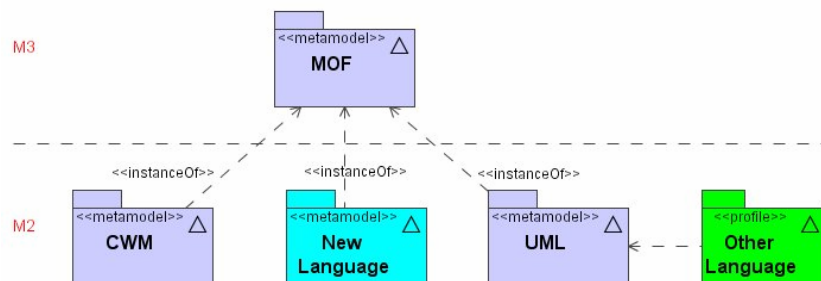 M3
<<metamodel>>
MOF
<<instanceOf>>
<<instanceOf>>
<<instanceOf>>
M2
<<metamodel>>
CWM
<<metamodel>>
New
Language
<<metamodel>>
UML
<<profile>>
Other
Language